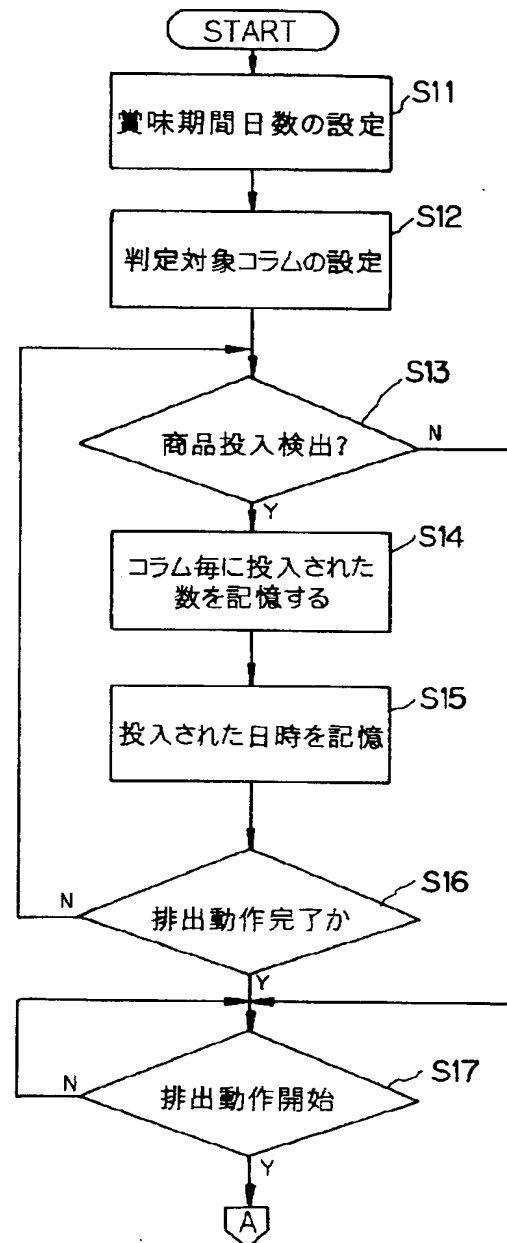 START
S11
賞味期間日数の設定
S12
判定対象コラムの設定
S13
商品投入検出?
N
Y
S14
コラム毎に投入された
数を記憶する
S15
投入された日時を記憶
S16
N
排出動作完了か
Y
S17
N
排出動作開始
Y
A